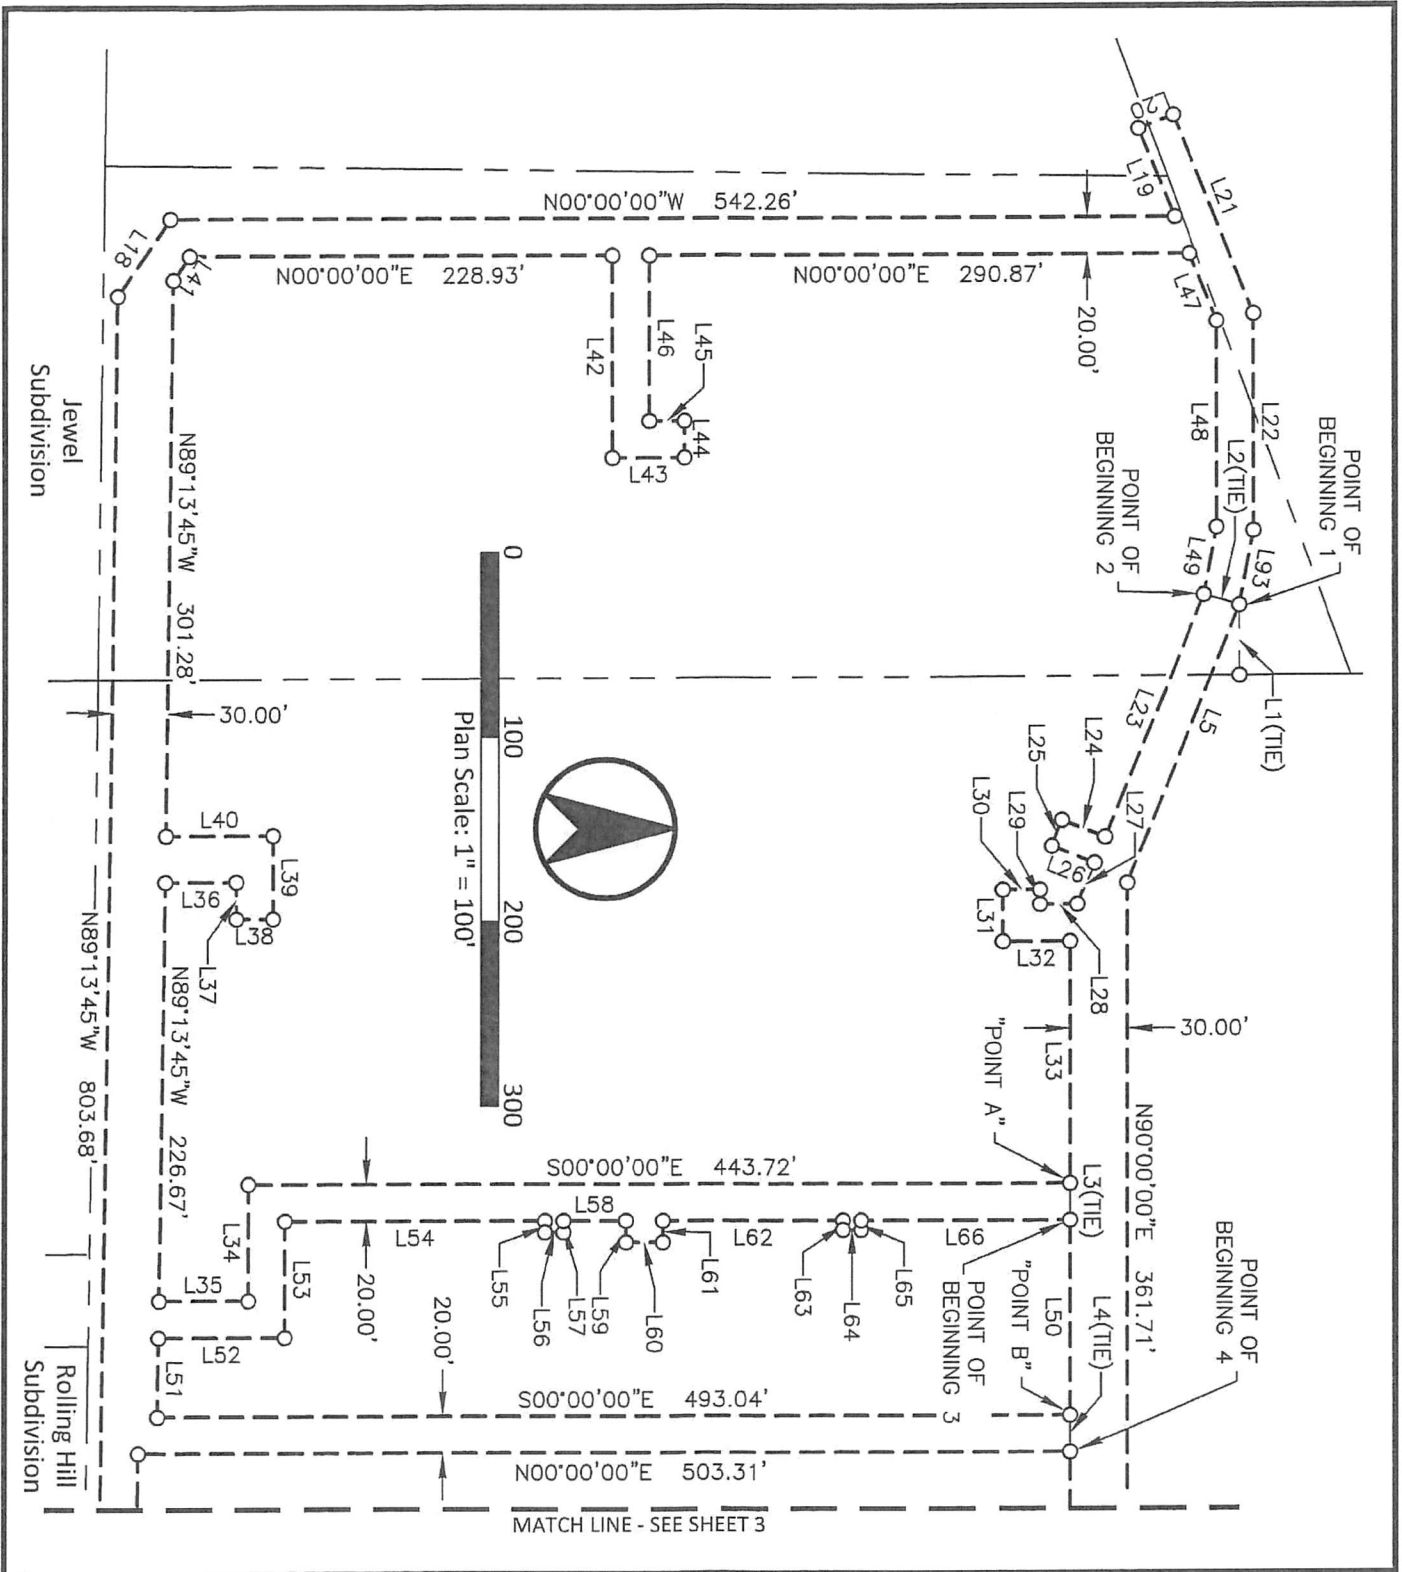 L20
L21
L19
N00°00'00"W 542.26'
L18
L41
N00°00'00"E 228.93'
N00°00'00"E 290.87'
L47
20.00'
L42
L46
L45
L44
L43
L48
L22
L2(TIE)
POINT OF
BEGINNING 1
POINT OF
BEGINNING 2
L49
L93
L1(TIE)
Jewel
Subdivision
N89°13'45"W 301.28'
30.00'
0
100
200
300
Plan Scale: 1" = 100'
L23
L5
L24
L25
L27
L26
L30
L29
L31
L32
L28
L40
L39
L36
L38
L37
N89°13'45"W 226.67'
N89°13'45"W 803.68'
"POINT A"
L33
30.00'
N90°00'00"E 361.71'
L3(TIE)
S00°00'00"E 443.72'
L34
L35
L54
L53
20.00'
L58
L55
L56
L57
L59
L60
L61
L62
L63
L64
L65
L66
POINT OF
BEGINNING 3
"POINT B"
L50
L4(TIE)
POINT OF
BEGINNING 4
L52
L51
20.00'
S00°00'00"E 493.04'
N00°00'00"E 503.31'
Rolling Hill
Subdivision
MATCH LINE - SEE SHEET 3